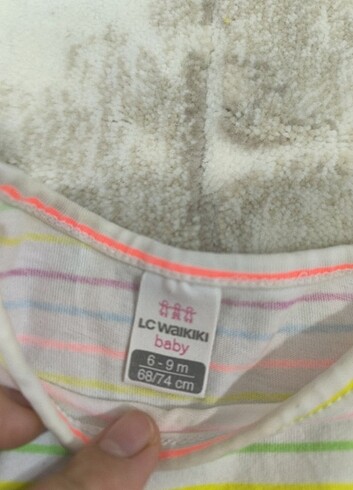 LC WAIKIKI
baby
6 - 9 m
68/74 cm